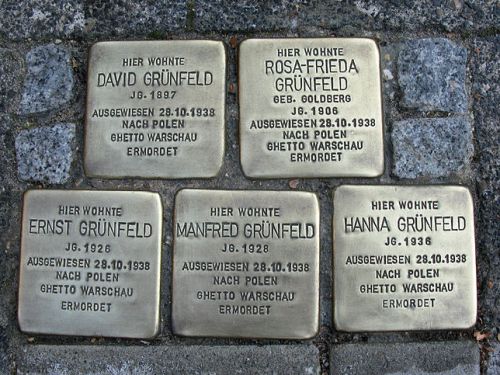 HIER WOHNTE
DAVID GRÜNFELD
JG. 1897
AUSGEWIESEN 28.10.1938
NACH POLEN
GHETTO WARSCHAU
ERMORDET
HIER WOHNTE
ROSA-FRIEDA
GRÜNFELD
GEB. GOLDBERG
JG. 1906
AUSGEWIESEN 28.10.1938
NACH POLEN
GHETTO WARSCHAU
ERMORDET
HIER WOHNTE
ERNST GRÜNFELD
JG. 1926
AUSGEWIESEN 28.10.1938
NACH POLEN
GHETTO WARSCHAU
ERMORDET
HIER WOHNTE
MANFRED GRÜNFELD
JG. 1928
AUSGEWIESEN 28.10.1938
NACH POLEN
GHETTO WARSCHAU
ERMORDET
HIER WOHNTE
HANNA GRÜNFELD
JG. 1936
AUSGEWIESEN 28.10.1938
NACH POLEN
GHETTO WARSCHAU
ERMORDET